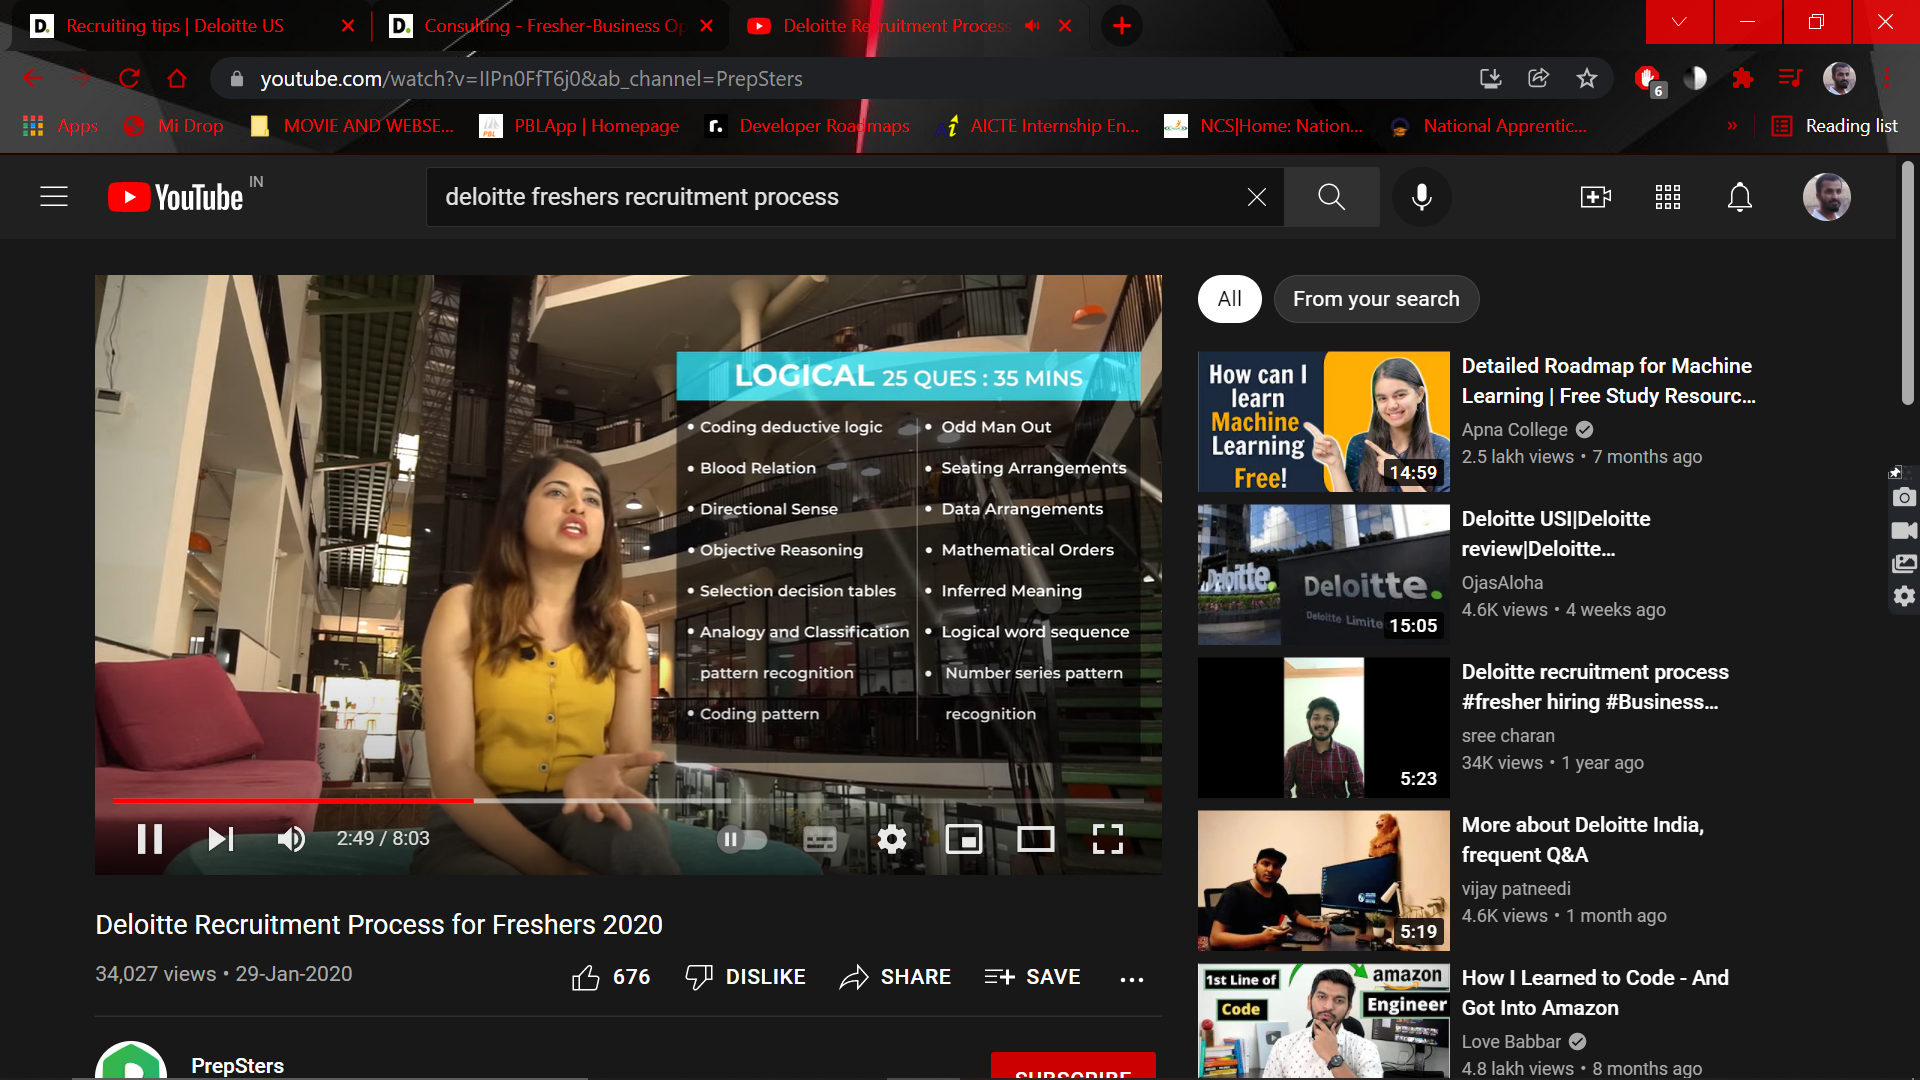 Recruiting tips | Deloitte US
Consulting - Fresher-Business Op
Deloitte Recruitment Process
youtube.com/watch?v=IIPn0FfT6j0&ab_channel=PrepSters
6
Apps
Mi Drop
MOVIE AND WEBSE...
PBLApp | Homepage
Developer Roadmaps
AICTE Internship En...
NCS|Home: Nation...
National Apprentic...
»
Reading list
YouTube IN
deloitte freshers recruitment process
LOGICAL 25 QUES : 35 MINS
• Coding deductive logic
• Blood Relation
• Directional Sense
• Objective Reasoning
• Selection decision tables
• Analogy and Classification
pattern recognition
• Coding pattern
• Odd Man Out
• Seating Arrangements
• Data Arrangements
• Mathematical Orders
• Inferred Meaning
• Logical word sequence
• Number series pattern
recognition
2:49 / 8:03
Deloitte Recruitment Process for Freshers 2020
34,027 views • 29-Jan-2020
676
DISLIKE
SHARE
SAVE
PrepSters
SUBSCRIBE
All
From your search
How can I
learn
Machine
Learning
Free!
14:59
Detailed Roadmap for Machine
Learning | Free Study Resourc...
Apna College
2.5 lakh views • 7 months ago
Deloitte.
Deloitte.
Deloitte Limite
15:05
Deloitte USI|Deloitte
review|Deloitte...
OjasAloha
4.6K views • 4 weeks ago
5:23
Deloitte recruitment process
#fresher hiring #Business...
sree charan
34K views • 1 year ago
5:19
More about Deloitte India,
frequent Q&A
vijay patneedi
4.6K views • 1 month ago
1st Line of
Code
amazon
Engineer
How I Learned to Code - And
Got Into Amazon
Love Babbar
4.8 lakh views • 8 months ago